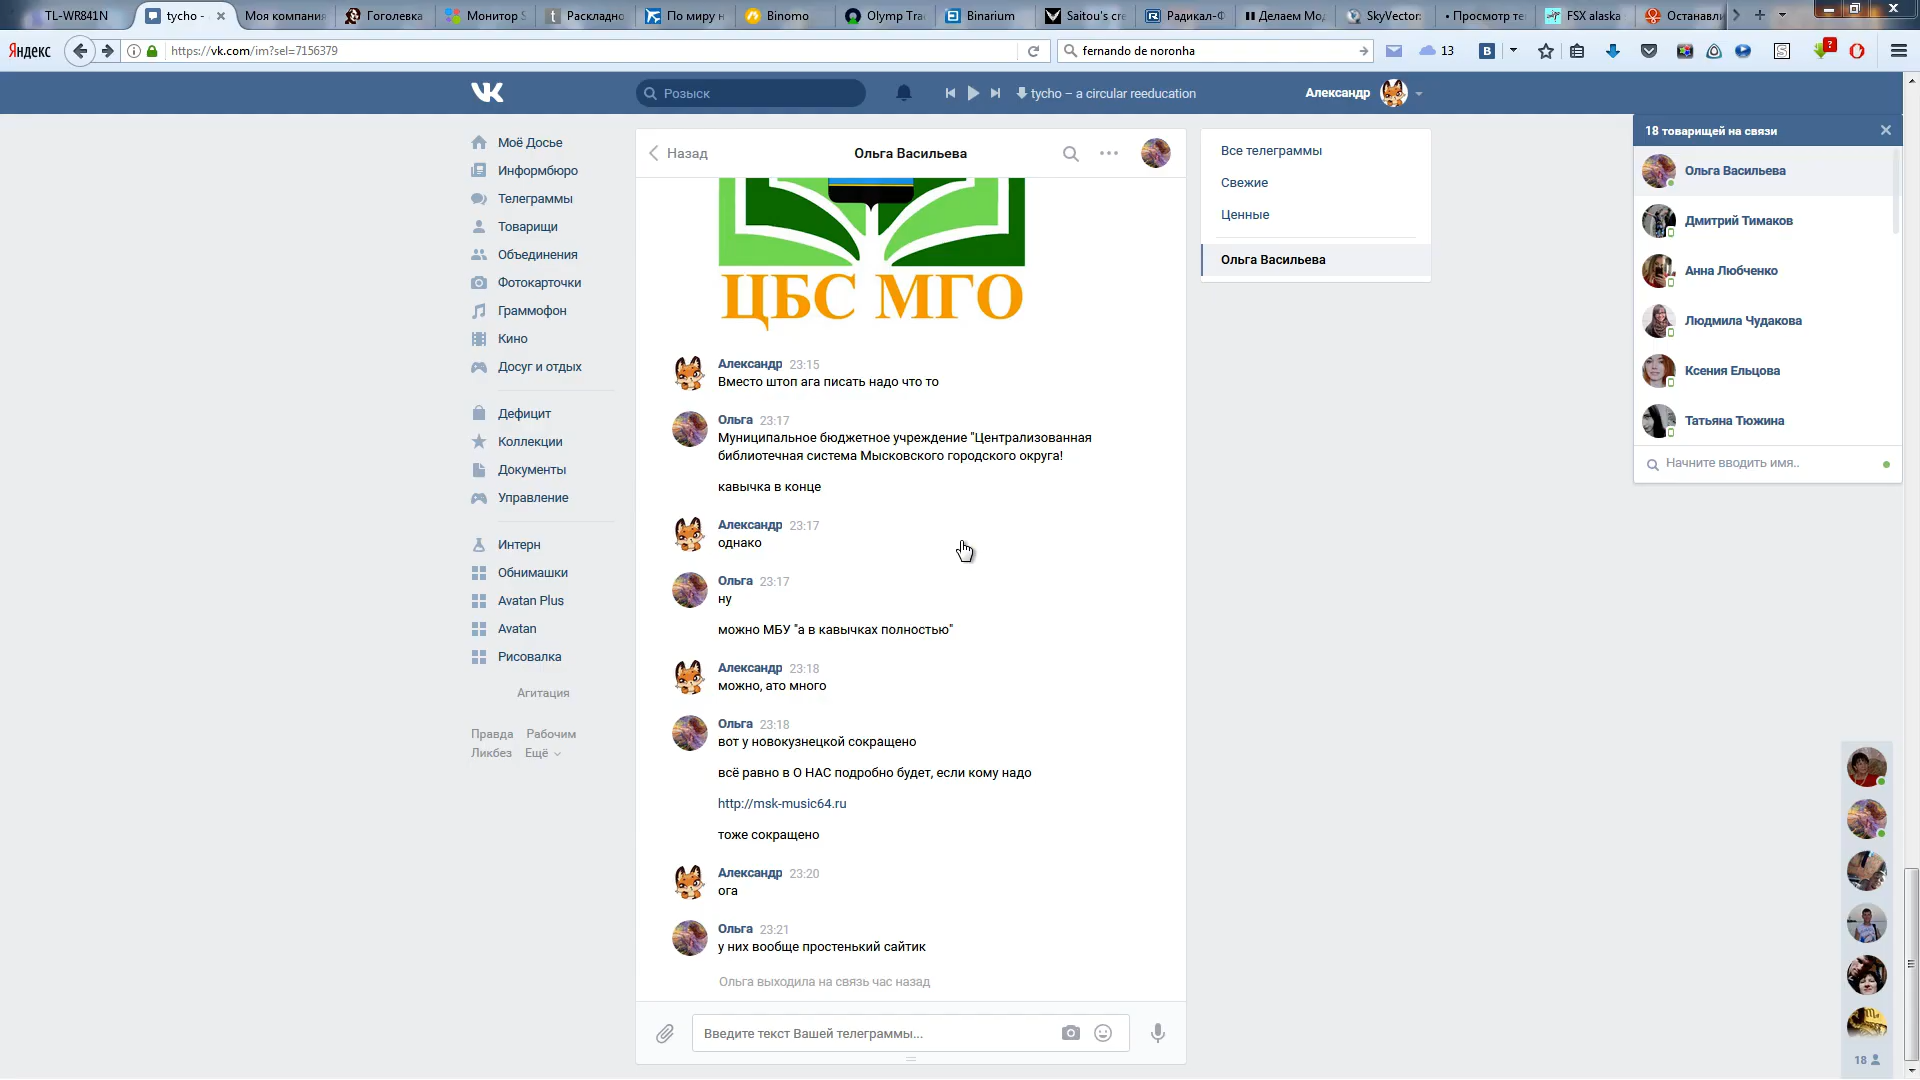 TL-WR841N
tycho -
Моя компания
Гоголевка
Монитор S
Раскладно
По миру н
Binomo
Olymp Tra
Binarium
Saitou's cre
Радикал-Ф
Делаем Мод
SkyVector:
Просмотр те
FSX alaska
Останавли
Яндекс
https://vk.com/im?sel=7156379
fernando de noronha
13
Розыск
tycho – a circular reeducation
Александр
Моё Досье
Информбюро
Телеграммы
Товарищи
Объединения
Фотокарточки
Граммофон
Кино
Досуг и отдых
Дефицит
Коллекции
Документы
Управление
Интерн
Обнимашки
Avatan Plus
Avatan
Рисовалка
Агитация
Правда Рабочим
Ликбез Ещё
Назад
Ольга Васильева
ЦБС МГО
Александр 23:15
Вместо штоп ага писать надо что то
Ольга 23:17
Муниципальное бюджетное учреждение "Централизованная
библиотечная система Мысковского городского округа!
кавычка в конце
Александр 23:17
однако
Ольга 23:17
ну
можно МБУ "а в кавычках полностью"
Александр 23:18
можно, ато много
Ольга 23:18
вот у новокузнецкой сокращено
всё равно в О НАС подробно будет, если кому надо
http://msk-music64.ru
тоже сокращено
Александр 23:20
ога
Ольга 23:21
у них вообще простенький сайтик
Ольга выходила на связь час назад
Введите текст Вашей телеграммы...
Все телеграммы
Свежие
Ценные
Ольга Васильева
18 товарищей на связи
Ольга Васильева
Дмитрий Тимаков
Анна Любченко
Людмила Чудакова
Ксения Ельцова
Татьяна Тюжина
Начните вводить имя..
18